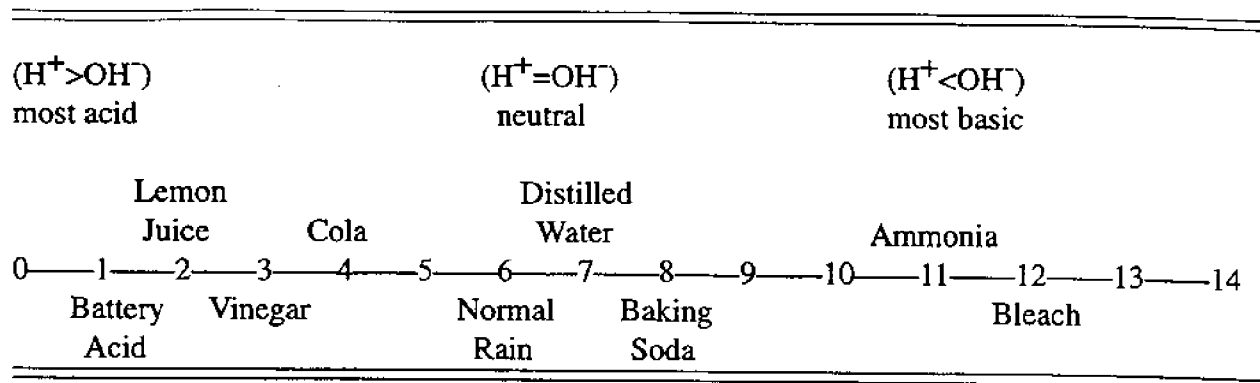 (H⁺>OH⁻) (H⁺=OH⁻) (H⁺<OH⁻)
most acid neutral most basic
Lemon Distilled
Juice Cola Water Ammonia
0 1 2 3 4 5 6 7 8 9 10 11 12 13 14
Battery Vinegar Normal Baking Bleach
Acid Rain Soda